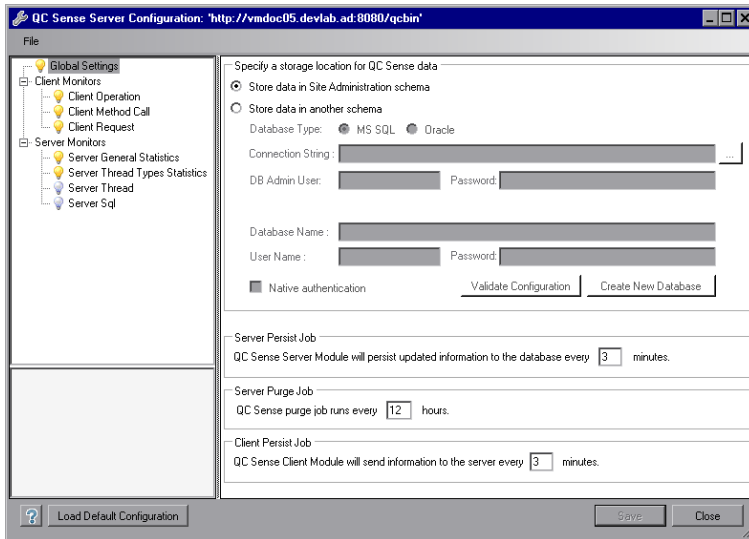 QC Sense Server Configuration: 'http://vmdoc05.devlab.ad:8080/qcbin'
File
Global Settings
Client Monitors
Client Operation
Client Method Call
Client Request
Server Monitors
Server General Statistics
Server Thread Types Statistics
Server Thread
Server Sql
Specify a storage location for QC Sense data
Store data in Site Administration schema
Store data in another schema
Database Type: MS SQL Oracle
Connection String : ...
DB Admin User: Password:
Database Name :
User Name : Password:
Native authentication Validate Configuration Create New Database
Server Persist Job
QC Sense Server Module will persist updated information to the database every 3 minutes.
Server Purge Job
QC Sense purge job runs every 12 hours.
Client Persist Job
QC Sense Client Module will send information to the server every 3 minutes.
? Load Default Configuration Save Close